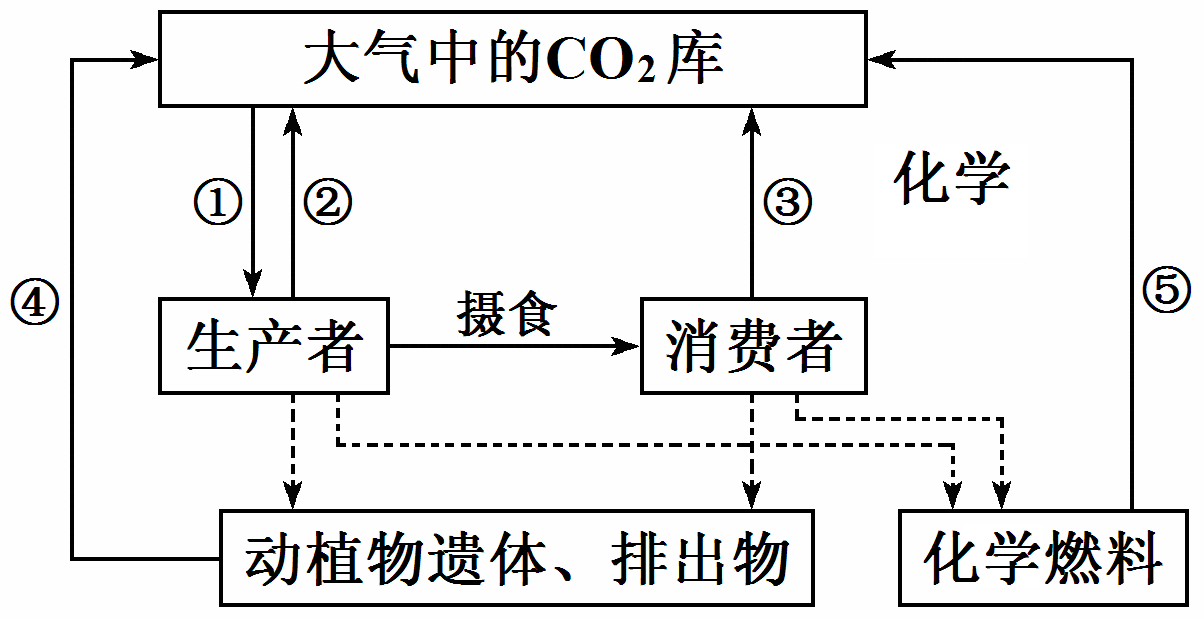 大气中的CO₂库
化学
①
②
③
④
⑤
摄食
生产者
消费者
动植物遗体、排出物
化学燃料